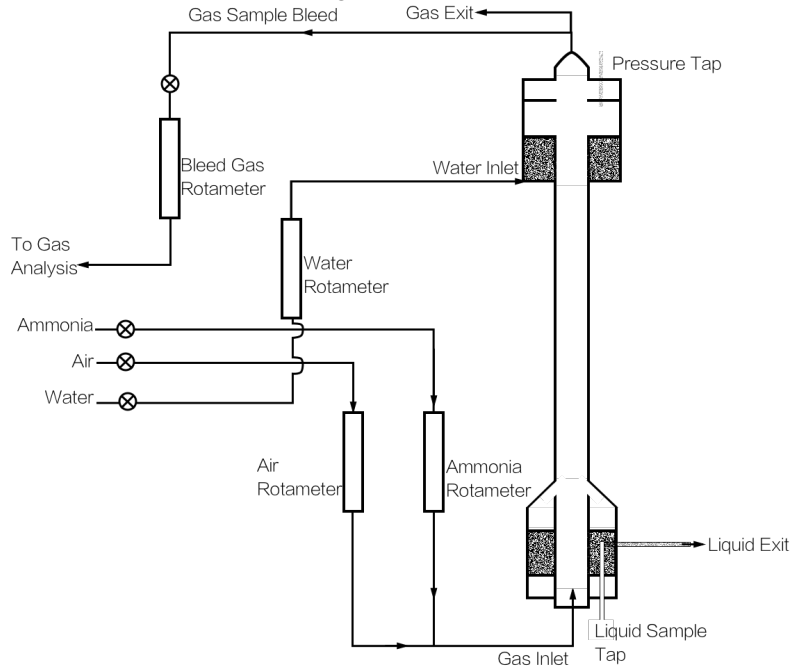 Gas Sample Bleed
Gas Exit
Pressure Tap
Bleed Gas
Rotameter
Water Inlet
To Gas
Analysis
Water
Rotameter
Ammonia
Air
Water
Air
Rotameter
Ammonia
Rotameter
Liquid Exit
Liquid Sample
Tap
Gas Inlet